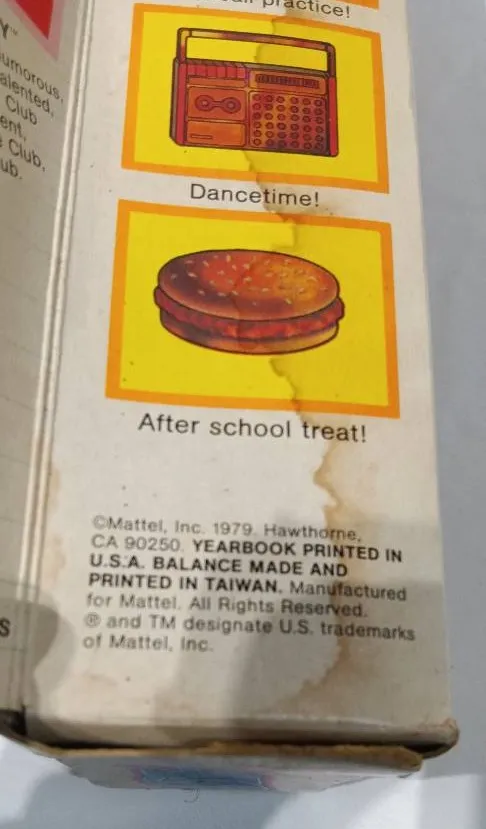 practice!
Dancetime!
After school treat!
©Mattel, Inc. 1979. Hawthorne,
CA 90250. YEARBOOK PRINTED IN
U.S.A. BALANCE MADE AND
PRINTED IN TAIWAN. Manufactured
for Mattel. All Rights Reserved.
® and TM designate U.S. trademarks
of Mattel, Inc.
Y™
umorous,
alented,
Club
ent,
Club,
ub.
S